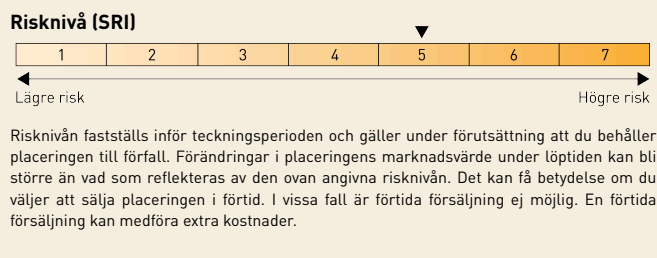 Risknivå (SRI)
1 2 3 4 5 6 7
Lägre risk Högre risk
Risknivån fastställs inför teckningsperioden och gäller under förutsättning att du behåller
placeringen till förfall. Förändringar i placeringens marknadsvärde under löptiden kan bli
större än vad som reflekteras av den ovan angivna risknivån. Det kan få betydelse om du
väljer att sälja placeringen i förtid. I vissa fall är förtida försäljning ej möjlig. En förtida
försäljning kan medföra extra kostnader.